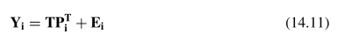 Yᵢ = TPᵢᵀ + Eᵢ (14.11)